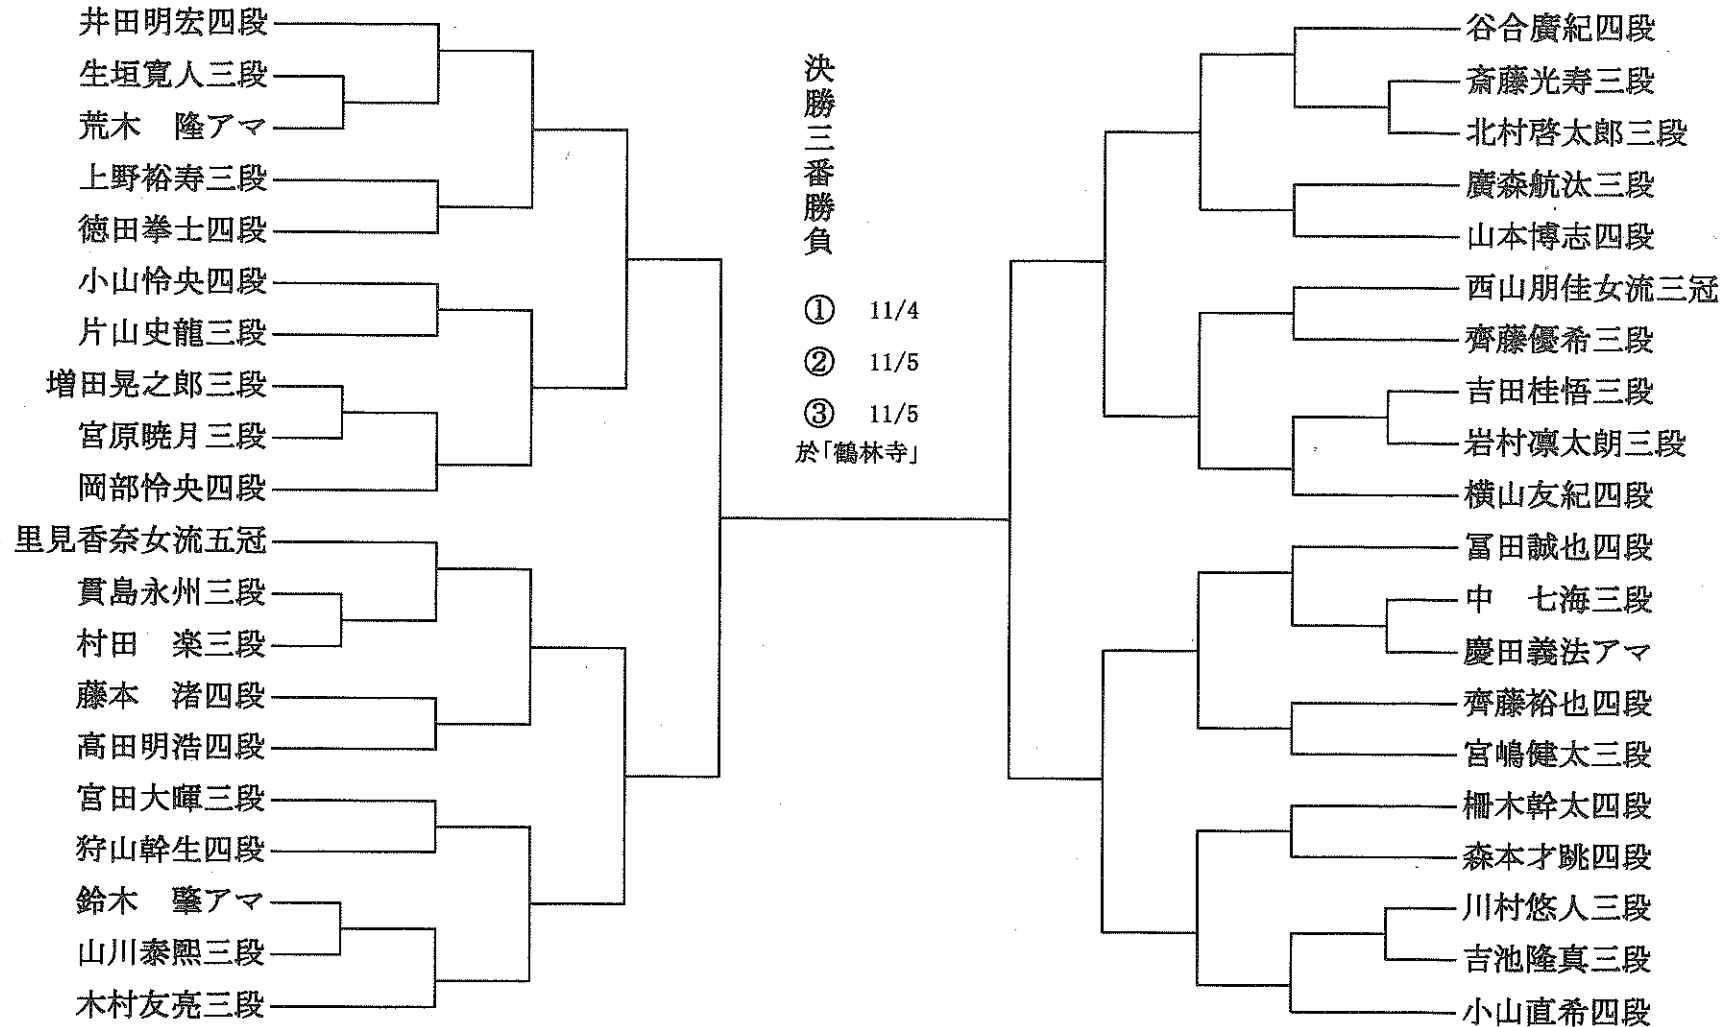 井田明宏四段
生垣寛人三段
荒木　隆アマ
上野裕寿三段
徳田拳士四段
小山怜央四段
片山史龍三段
増田晃之郎三段
宮原暁月三段
岡部怜央四段
里見香奈女流五冠
貫島永州三段
村田　楽三段
藤本　渚四段
高田明浩四段
宮田大暉三段
狩山幹生四段
鈴木　肇アマ
山川泰熙三段
木村友亮三段
決勝三番勝負
① 11/4
② 11/5
③ 11/5
於「鶴林寺」
谷合廣紀四段
斎藤光寿三段
北村啓太郎三段
廣森航汰三段
山本博志四段
西山朋佳女流三冠
齊藤優希三段
吉田桂悟三段
岩村凛太朗三段
横山友紀四段
冨田誠也四段
中　七海三段
慶田義法アマ
齊藤裕也四段
宮嶋健太三段
柵木幹太四段
森本才跳四段
川村悠人三段
吉池隆真三段
小山直希四段